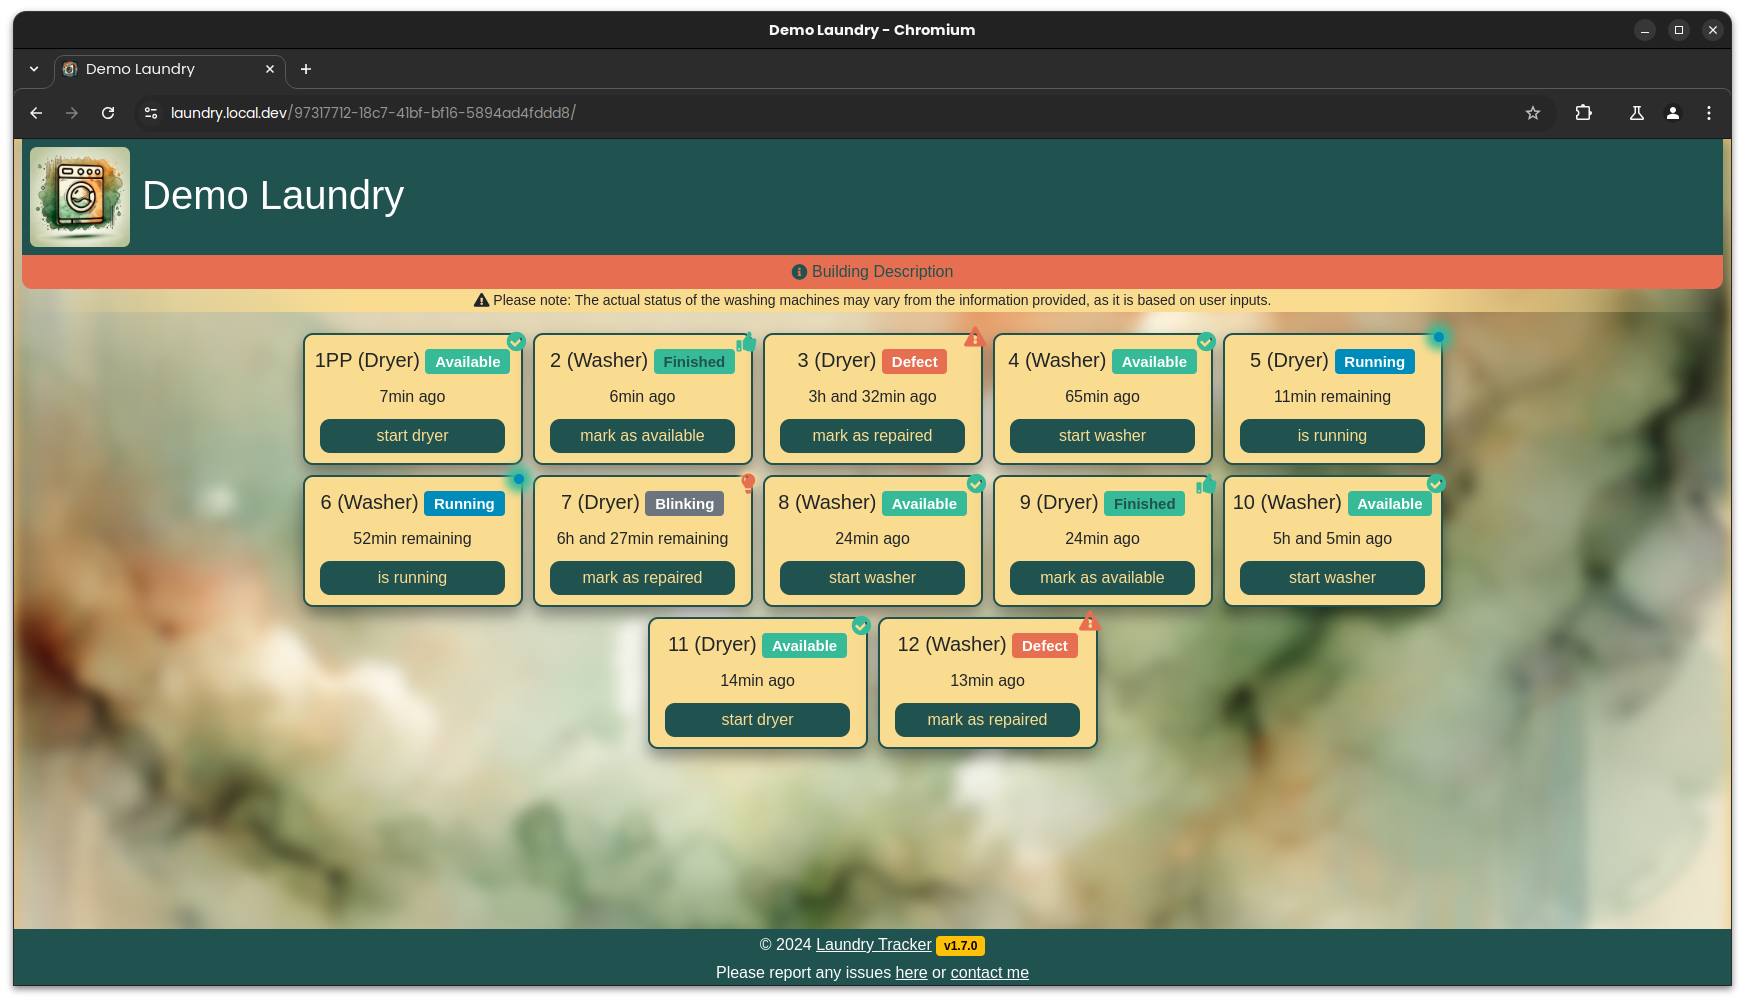 Demo Laundry - Chromium
Demo Laundry
laundry.local.dev/97317712-18c7-41bf-bf16-5894ad4fddd8/
Demo Laundry
Building Description
Please note: The actual status of the washing machines may vary from the information provided, as it is based on user inputs.
1PP (Dryer) Available
7min ago
start dryer
2 (Washer) Finished
6min ago
mark as available
3 (Dryer) Defect
3h and 32min ago
mark as repaired
4 (Washer) Available
65min ago
start washer
5 (Dryer) Running
11min remaining
is running
6 (Washer) Running
52min remaining
is running
7 (Dryer) Blinking
6h and 27min remaining
mark as repaired
8 (Washer) Available
24min ago
start washer
9 (Dryer) Finished
24min ago
mark as available
10 (Washer) Available
5h and 5min ago
start washer
11 (Dryer) Available
14min ago
start dryer
12 (Washer) Defect
13min ago
mark as repaired
© 2024 Laundry Tracker v1.7.0
Please report any issues here or contact me